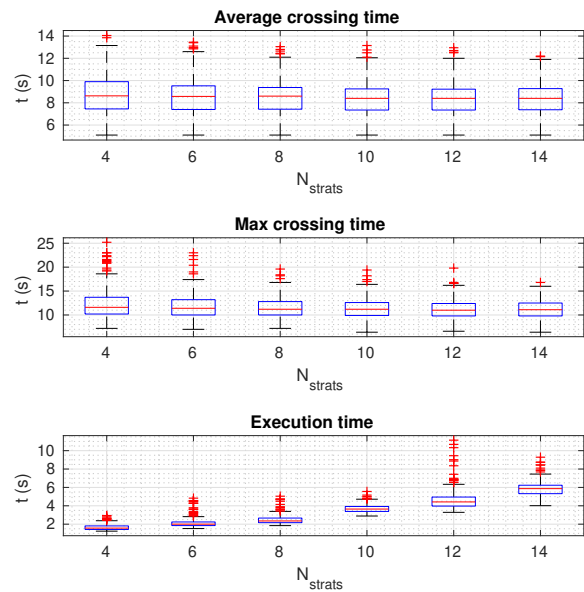 Average crossing time
14
12
10
8
6
t (s)
4 6 8 10 12 14
N_strats
Max crossing time
25
20
15
10
t (s)
4 6 8 10 12 14
N_strats
Execution time
10
8
6
4
2
t (s)
4 6 8 10 12 14
N_strats